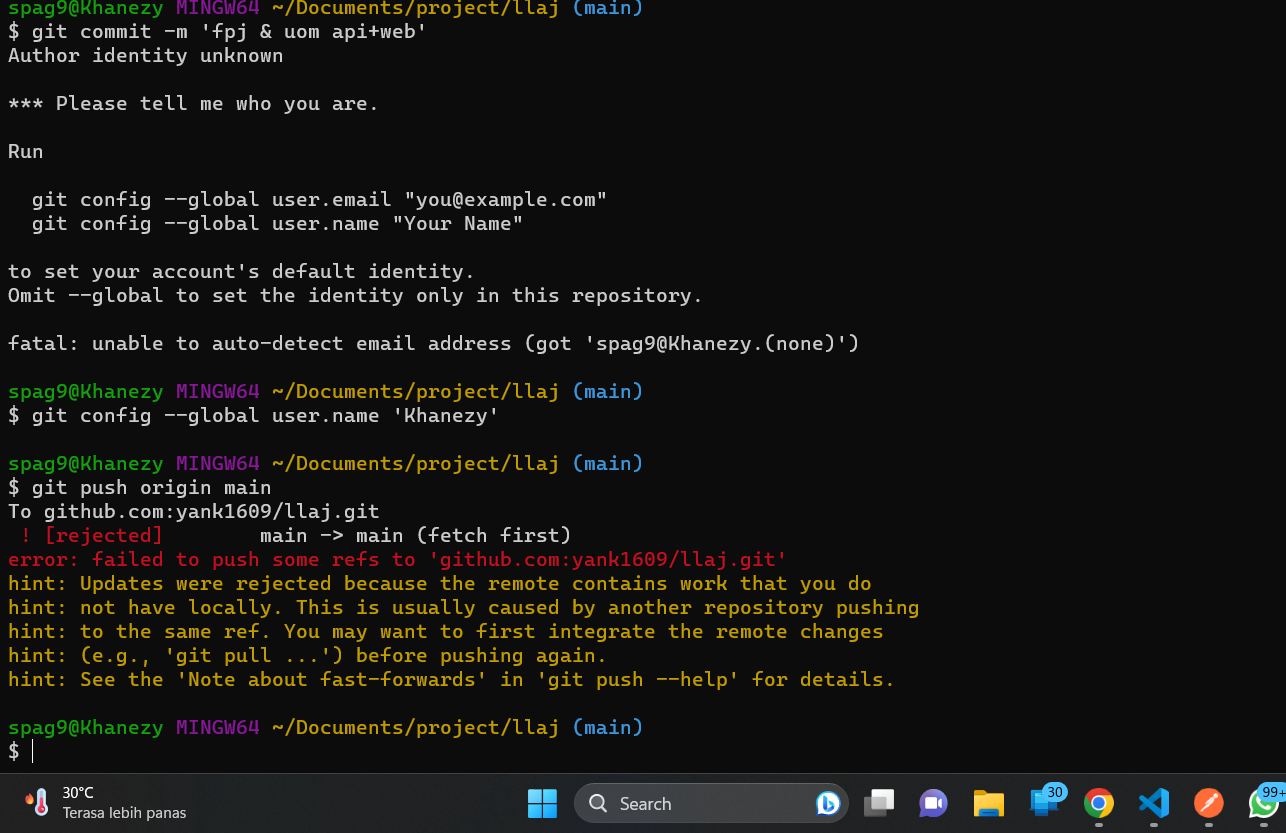 spag9@Khanezy MINGW64 ~/Documents/project/llaj (main)
$ git commit -m 'fpj & uom api+web'
Author identity unknown
*** Please tell me who you are.
Run
  git config --global user.email "you@example.com"
  git config --global user.name "Your Name"
to set your account's default identity.
Omit --global to set the identity only in this repository.
fatal: unable to auto-detect email address (got 'spag9@Khanezy.(none)')
spag9@Khanezy MINGW64 ~/Documents/project/llaj (main)
$ git config --global user.name 'Khanezy'
spag9@Khanezy MINGW64 ~/Documents/project/llaj (main)
$ git push origin main
To github.com:yank1609/llaj.git
 ! [rejected]        main -> main (fetch first)
error: failed to push some refs to 'github.com:yank1609/llaj.git'
hint: Updates were rejected because the remote contains work that you do
hint: not have locally. This is usually caused by another repository pushing
hint: to the same ref. You may want to first integrate the remote changes
hint: (e.g., 'git pull ...') before pushing again.
hint: See the 'Note about fast-forwards' in 'git push --help' for details.
spag9@Khanezy MINGW64 ~/Documents/project/llaj (main)
$
30°C
Terasa lebih panas
Search
30
99+